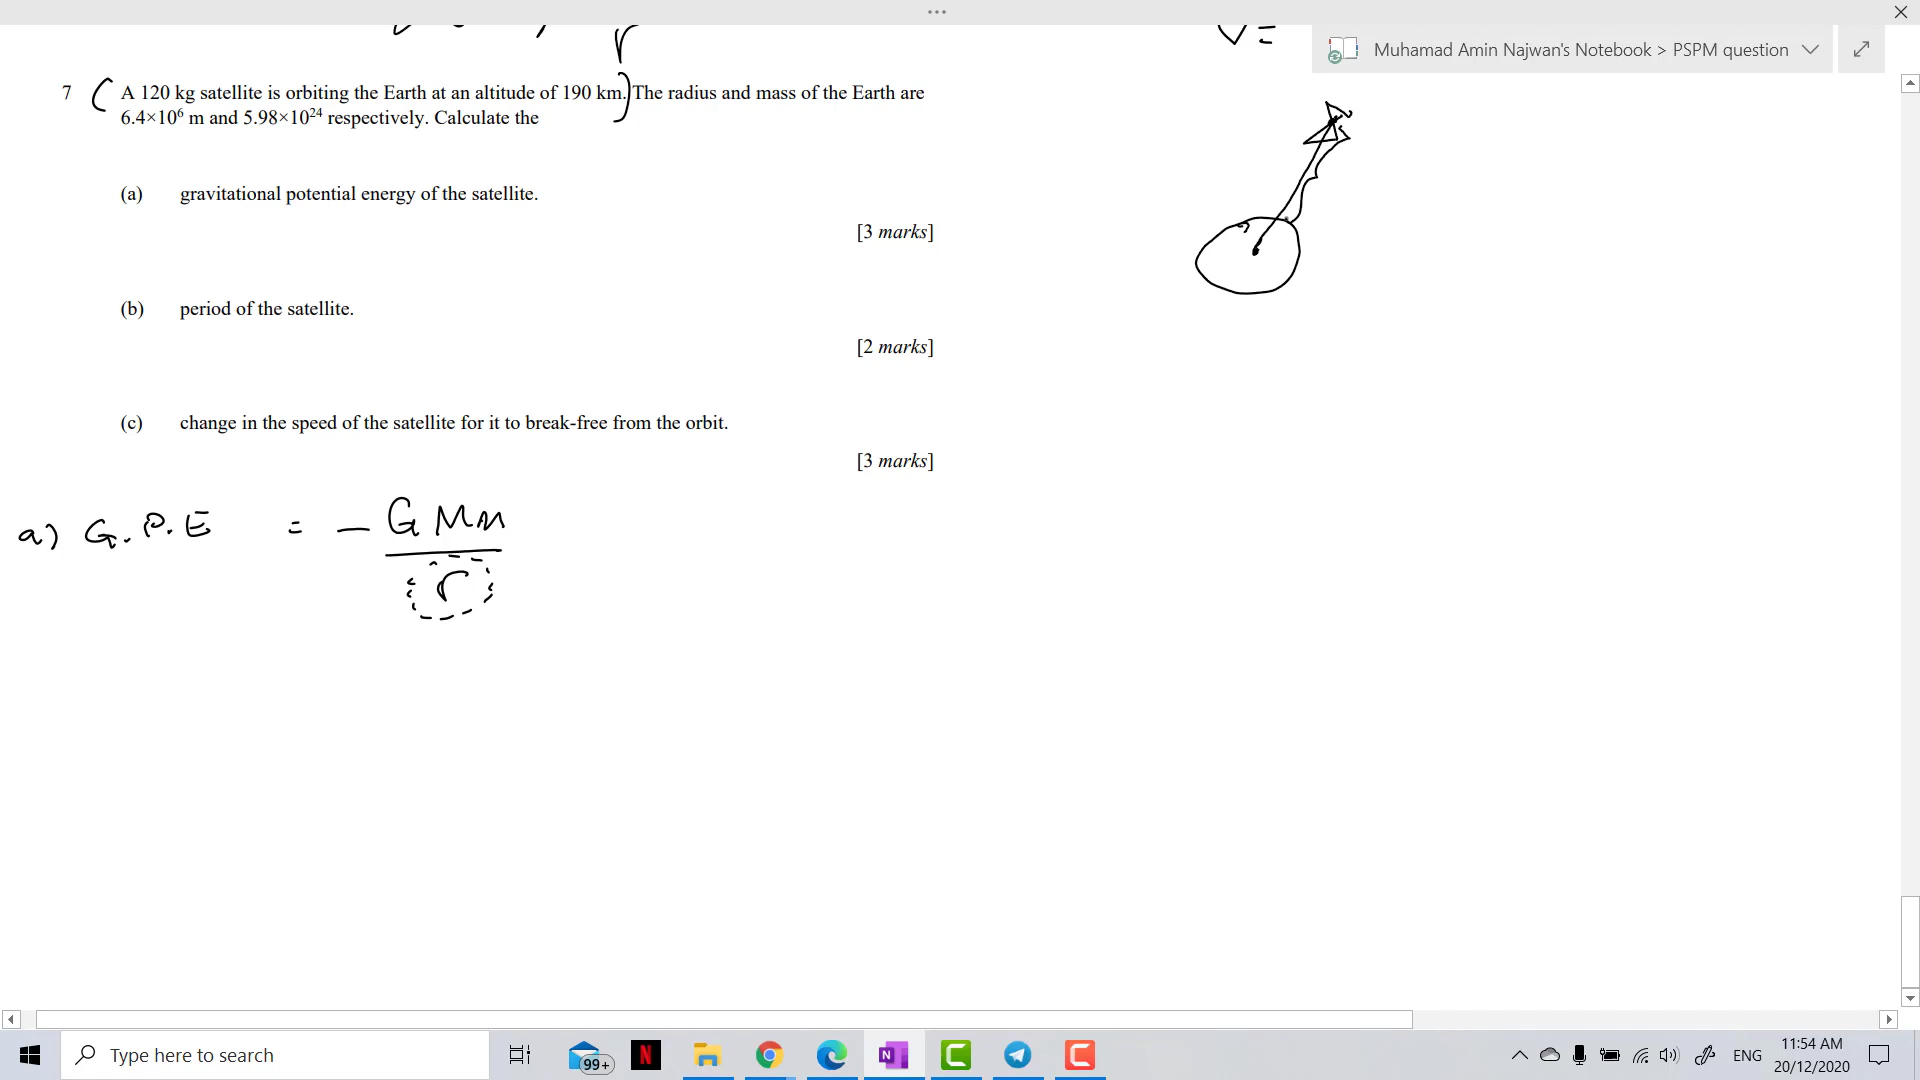 V =
Muhamad Amin Najwan's Notebook > PSPM question
7 ( A 120 kg satellite is orbiting the Earth at an altitude of 190 km.) The radius and mass of the Earth are
6.4×10⁶ m and 5.98×10²⁴ respectively. Calculate the
(a) gravitational potential energy of the satellite.
[3 marks]
(b) period of the satellite.
[2 marks]
(c) change in the speed of the satellite for it to break-free from the orbit.
[3 marks]
a) G.P.E = - G M m
r
Type here to search
99+
N
N
C
C
ENG
11:54 AM
20/12/2020